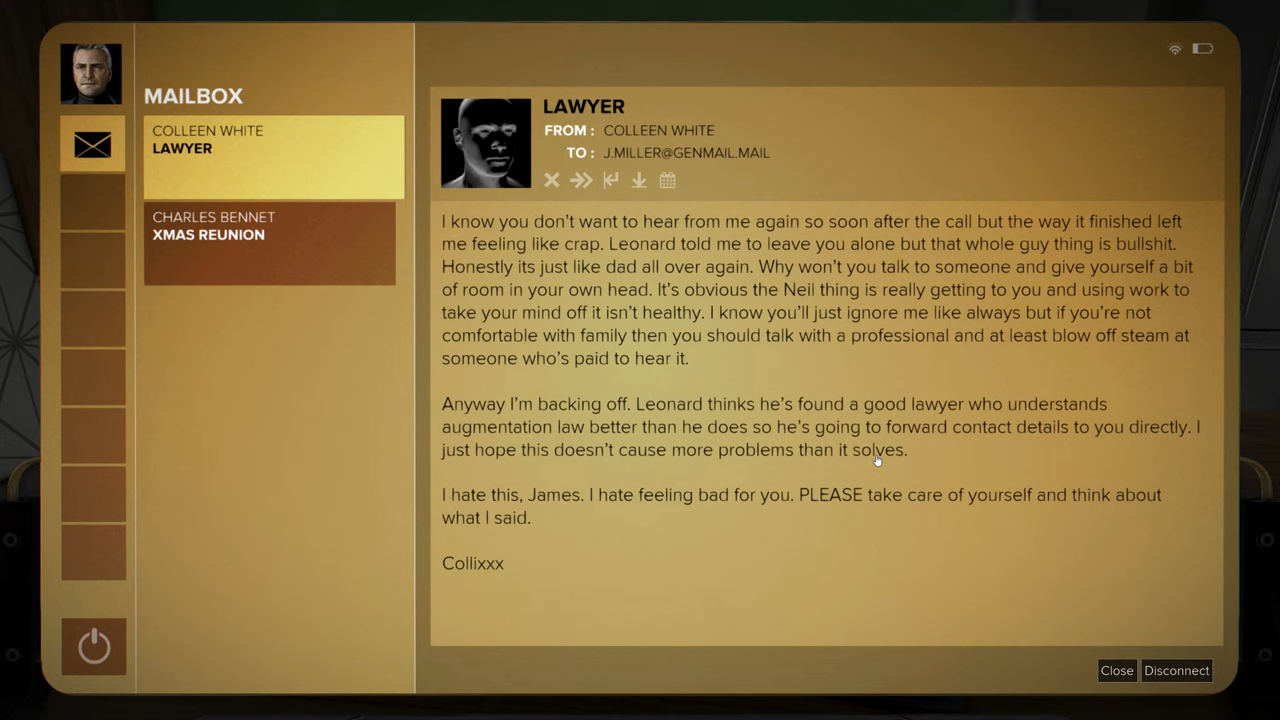 MAILBOX
COLLEEN WHITE
LAWYER
CHARLES BENNET
XMAS REUNION
LAWYER
FROM : COLLEEN WHITE
TO : J.MILLER@GENMAIL.MAIL
I know you don't want to hear from me again so soon after the call but the way it finished left
me feeling like crap. Leonard told me to leave you alone but that whole guy thing is bullshit.
Honestly its just like dad all over again. Why won't you talk to someone and give yourself a bit
of room in your own head. It's obvious the Neil thing is really getting to you and using work to
take your mind off it isn't healthy. I know you'll just ignore me like always but if you're not
comfortable with family then you should talk with a professional and at least blow off steam at
someone who's paid to hear it.
Anyway I'm backing off. Leonard thinks he's found a good lawyer who understands
augmentation law better than he does so he's going to forward contact details to you directly. I
just hope this doesn't cause more problems than it solves.
I hate this, James. I hate feeling bad for you. PLEASE take care of yourself and think about
what I said.
Collixxx
Close Disconnect